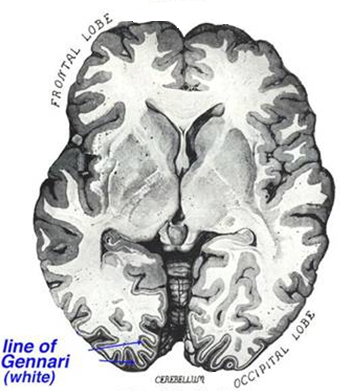 FRONTAL LOBE
line of
Gennari
(white)
CEREBELLUM
OCCIPITAL LOBE